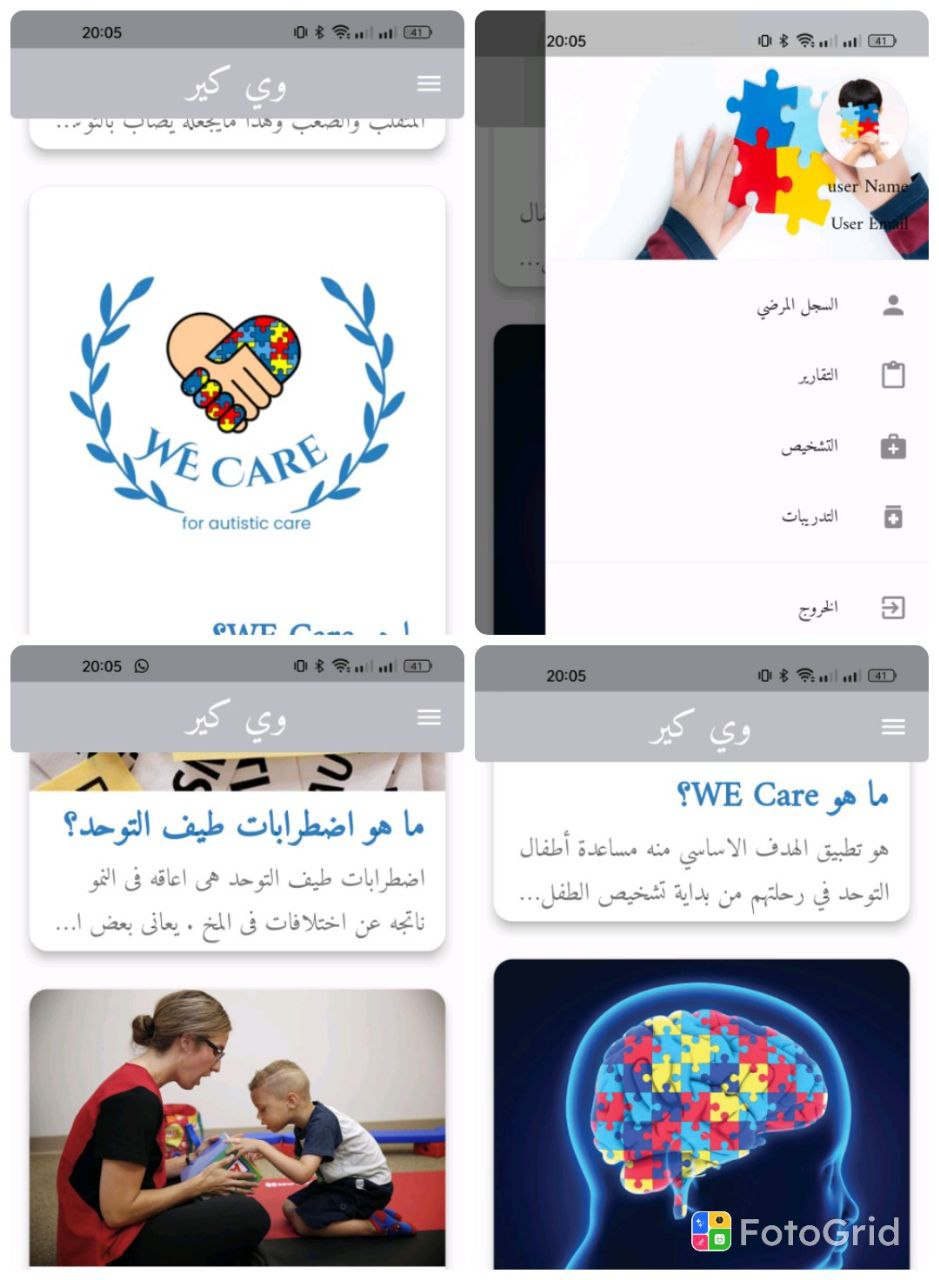 20:05
41
وي كير
المتقلب والصعب وهذا مايجعله يصاب بالتو...
WE CARE
for autistic care
ما هو WE Care؟
20:05
41
user Name
User Email
السجل المرضي
التقارير
التشخيص
التدريبات
الخروج
20:05
41
وي كير
ما هو اضطرابات طيف التوحد؟
اضطرابات طيف التوحد هى اعاقه فى النمو
ناتجه عن اختلافات فى المخ . يعانى بعض ا...
20:05
41
وي كير
ما هو WE Care؟
هو تطبيق الهدف الاساسي منه مساعدة أطفال
التوحد في رحلتهم من بداية تشخيص الطفل...
FotoGrid